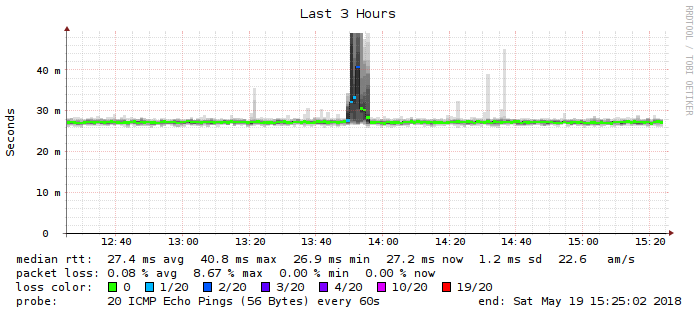 Last 3 Hours
RRDTOOL / TOBI OETIKER
Seconds
40 m
30 m
20 m
10 m
0
12:40 13:00 13:20 13:40 14:00 14:20 14:40 15:00 15:20
median rtt: 27.4 ms avg 40.8 ms max 26.9 ms min 27.2 ms now 1.2 ms sd 22.6 am/s
packet loss: 0.08 % avg 8.67 % max 0.00 % min 0.00 % now
loss color: 0 1/20 2/20 3/20 4/20 10/20 19/20
probe: 20 ICMP Echo Pings (56 Bytes) every 60s end: Sat May 19 15:25:02 2018